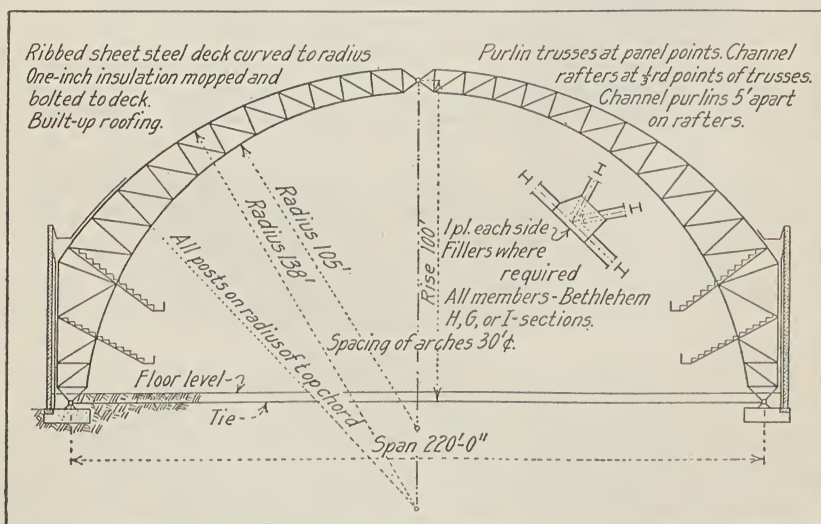 Ribbed sheet steel deck curved to radius
One-inch insulation mopped and
bolted to deck.
Built-up roofing.
Purlin trusses at panel points. Channel
rafters at ⅓rd points of trusses.
Channel purlins 5' apart
on rafters.
Radius 105'
Radius 138'
All posts on radius of top chord
Rise 100'
1 pl. each side
Fillers where
required
All members-Bethlehem
H, G, or I-sections.
Spacing of arches 30'¢.
Floor level
Tie
Span 220'-0"